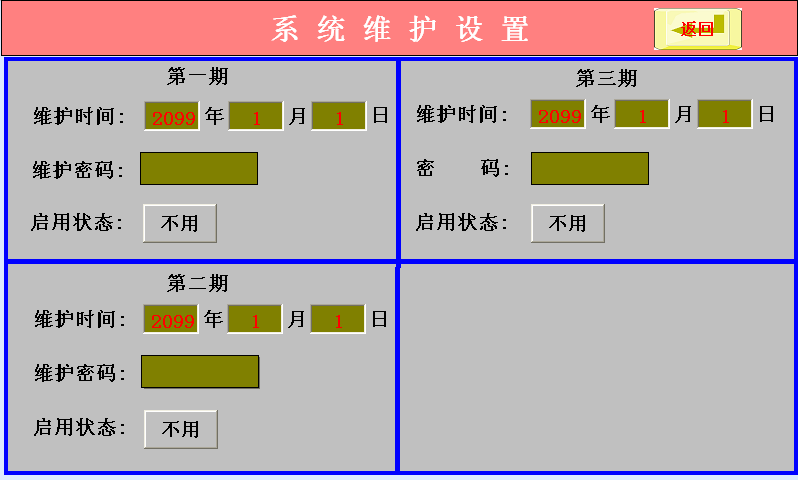 系统维护设置
返回
第一期
维护时间: 2099 年 1 月 1 日
维护密码:
启用状态: 不用
第三期
维护时间: 2099 年 1 月 1 日
密 码:
启用状态: 不用
第二期
维护时间: 2099 年 1 月 1 日
维护密码:
启用状态: 不用